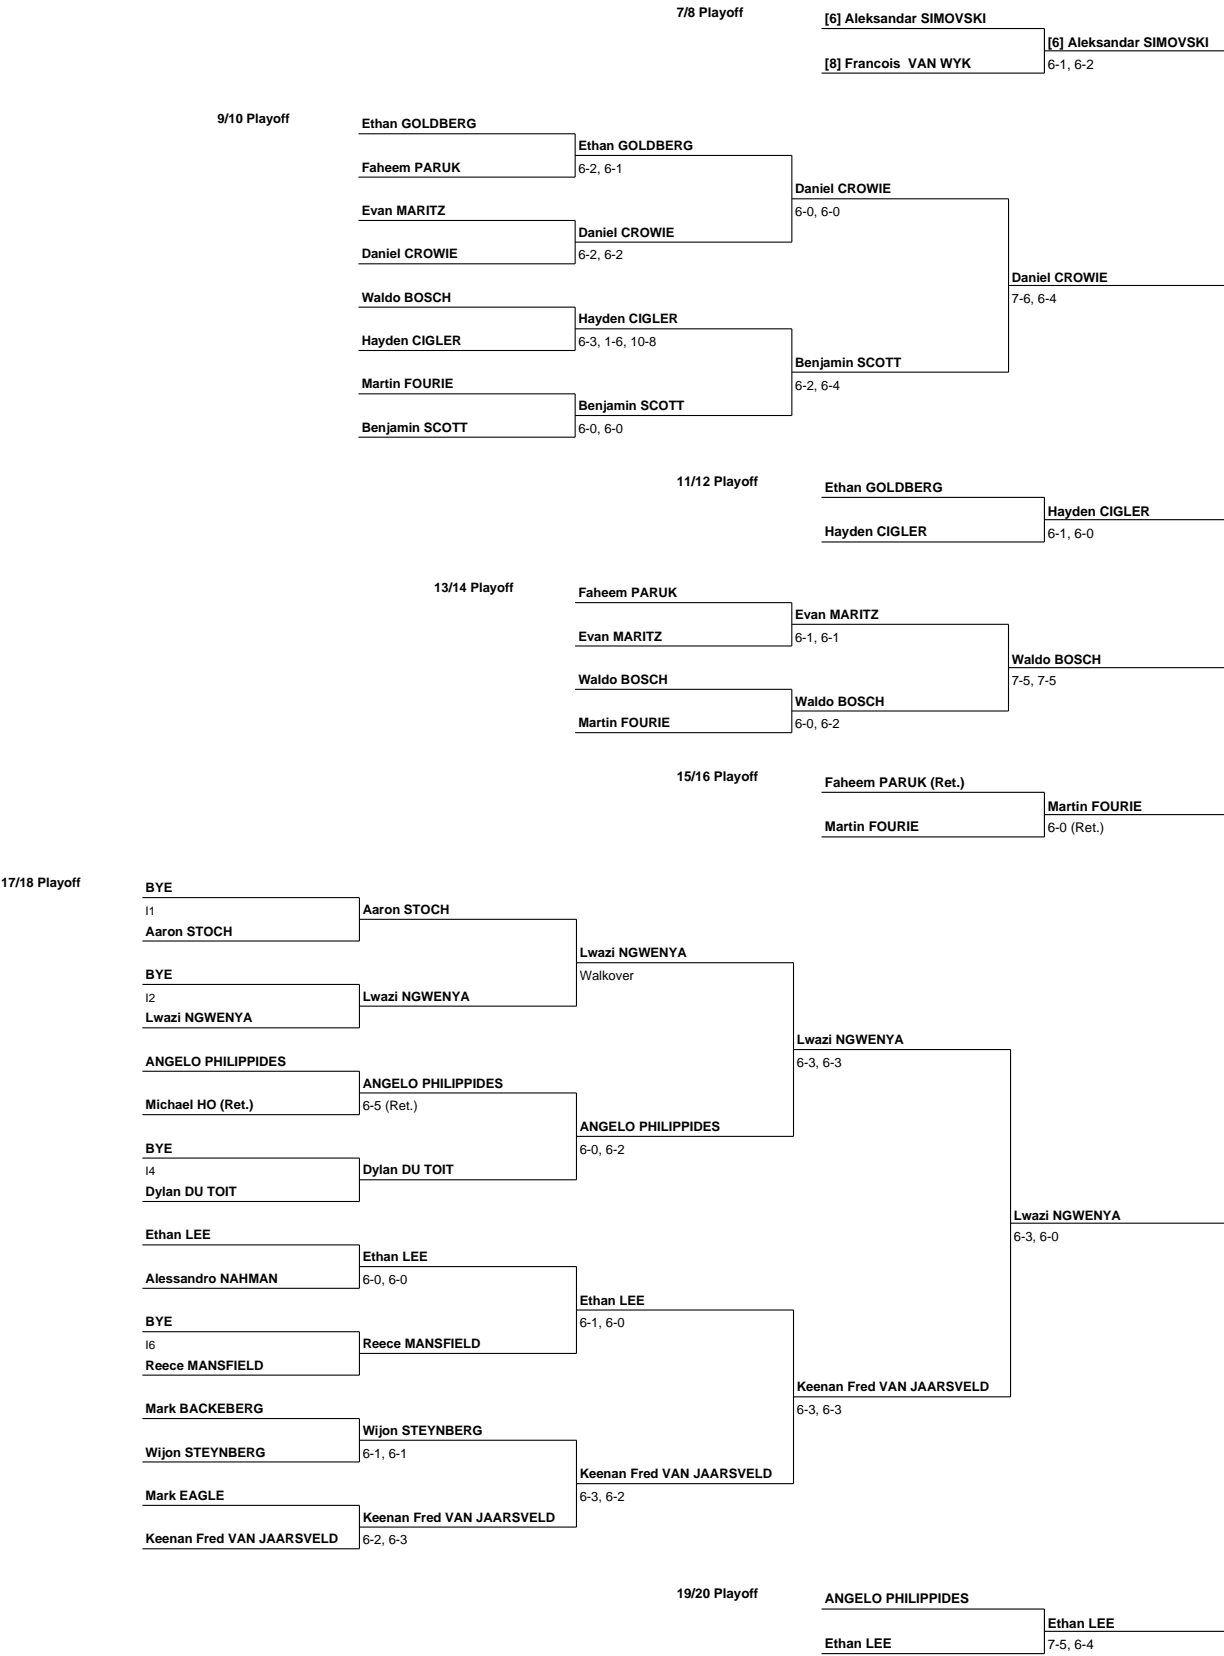 7/8 Playoff
[6] Aleksandar SIMOVSKI
[6] Aleksandar SIMOVSKI
[8] Francois  VAN WYK
6-1, 6-2
9/10 Playoff
Ethan GOLDBERG
Ethan GOLDBERG
Faheem PARUK
6-2, 6-1
Daniel CROWIE
6-0, 6-0
Evan MARITZ
Daniel CROWIE
Daniel CROWIE
6-2, 6-2
Daniel CROWIE
7-6, 6-4
Waldo BOSCH
Hayden CIGLER
Hayden CIGLER
6-3, 1-6, 10-8
Benjamin SCOTT
6-2, 6-4
Martin FOURIE
Benjamin SCOTT
Benjamin SCOTT
6-0, 6-0
11/12 Playoff
Ethan GOLDBERG
Hayden CIGLER
Hayden CIGLER
6-1, 6-0
13/14 Playoff
Faheem PARUK
Evan MARITZ
Evan MARITZ
6-1, 6-1
Waldo BOSCH
7-5, 7-5
Waldo BOSCH
Waldo BOSCH
Martin FOURIE
6-0, 6-2
15/16 Playoff
Faheem PARUK (Ret.)
Martin FOURIE
Martin FOURIE
6-0 (Ret.)
17/18 Playoff
BYE
I1
Aaron STOCH
Aaron STOCH
Lwazi NGWENYA
Walkover
BYE
I2
Lwazi NGWENYA
Lwazi NGWENYA
Lwazi NGWENYA
6-3, 6-3
ANGELO PHILIPPIDES
ANGELO PHILIPPIDES
Michael HO (Ret.)
6-5 (Ret.)
ANGELO PHILIPPIDES
6-0, 6-2
BYE
I4
Dylan DU TOIT
Dylan DU TOIT
Lwazi NGWENYA
6-3, 6-0
Ethan LEE
Ethan LEE
Alessandro NAHMAN
6-0, 6-0
Ethan LEE
6-1, 6-0
BYE
I6
Reece MANSFIELD
Reece MANSFIELD
Keenan Fred VAN JAARSVELD
6-3, 6-3
Mark BACKEBERG
Wijon STEYNBERG
Wijon STEYNBERG
6-1, 6-1
Keenan Fred VAN JAARSVELD
6-3, 6-2
Mark EAGLE
Keenan Fred VAN JAARSVELD
Keenan Fred VAN JAARSVELD
6-2, 6-3
19/20 Playoff
ANGELO PHILIPPIDES
Ethan LEE
Ethan LEE
7-5, 6-4